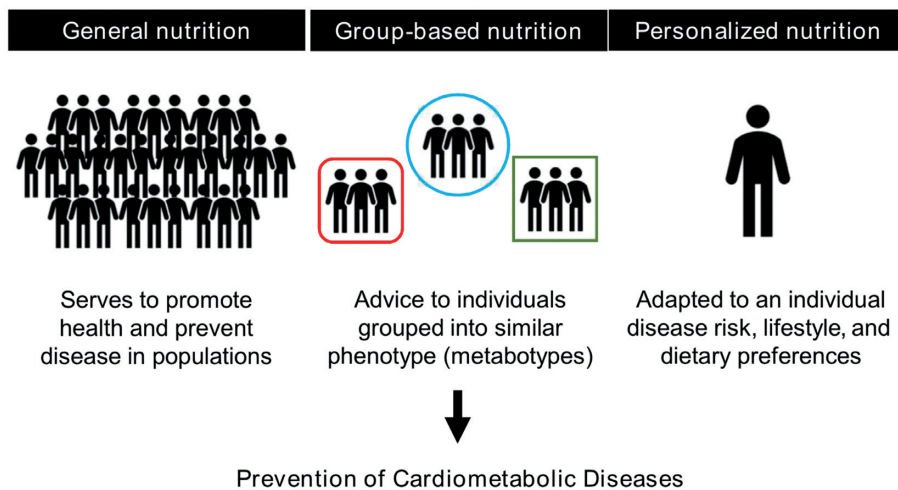 General nutrition
Group-based nutrition
Personalized nutrition
Serves to promote
health and prevent
disease in populations
Advice to individuals
grouped into similar
phenotype (metabotypes)
Adapted to an individual
disease risk, lifestyle, and
dietary preferences
Prevention of Cardiometabolic Diseases